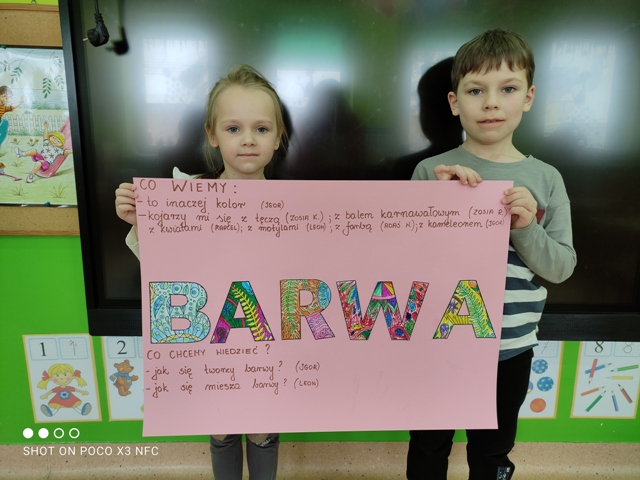 CO WIEMY:
- to inaczej kolor (IGOR)
- kojarzy mi się z tęczą (ZOSIA K.); z balem karnawałowym (ZOSIA R.)
z kwiatami (MARCEL); z motylami (LEON); z farbą (ADAŚ N.); z kameleonem (IGOR)
BARWA
CO CHCEMY WIEDZIEĆ?
- jak się tworzy barwy? (IGOR)
- jak się miesza barwy? (LEON)
1
2
8
SHOT ON POCO X3 NFC